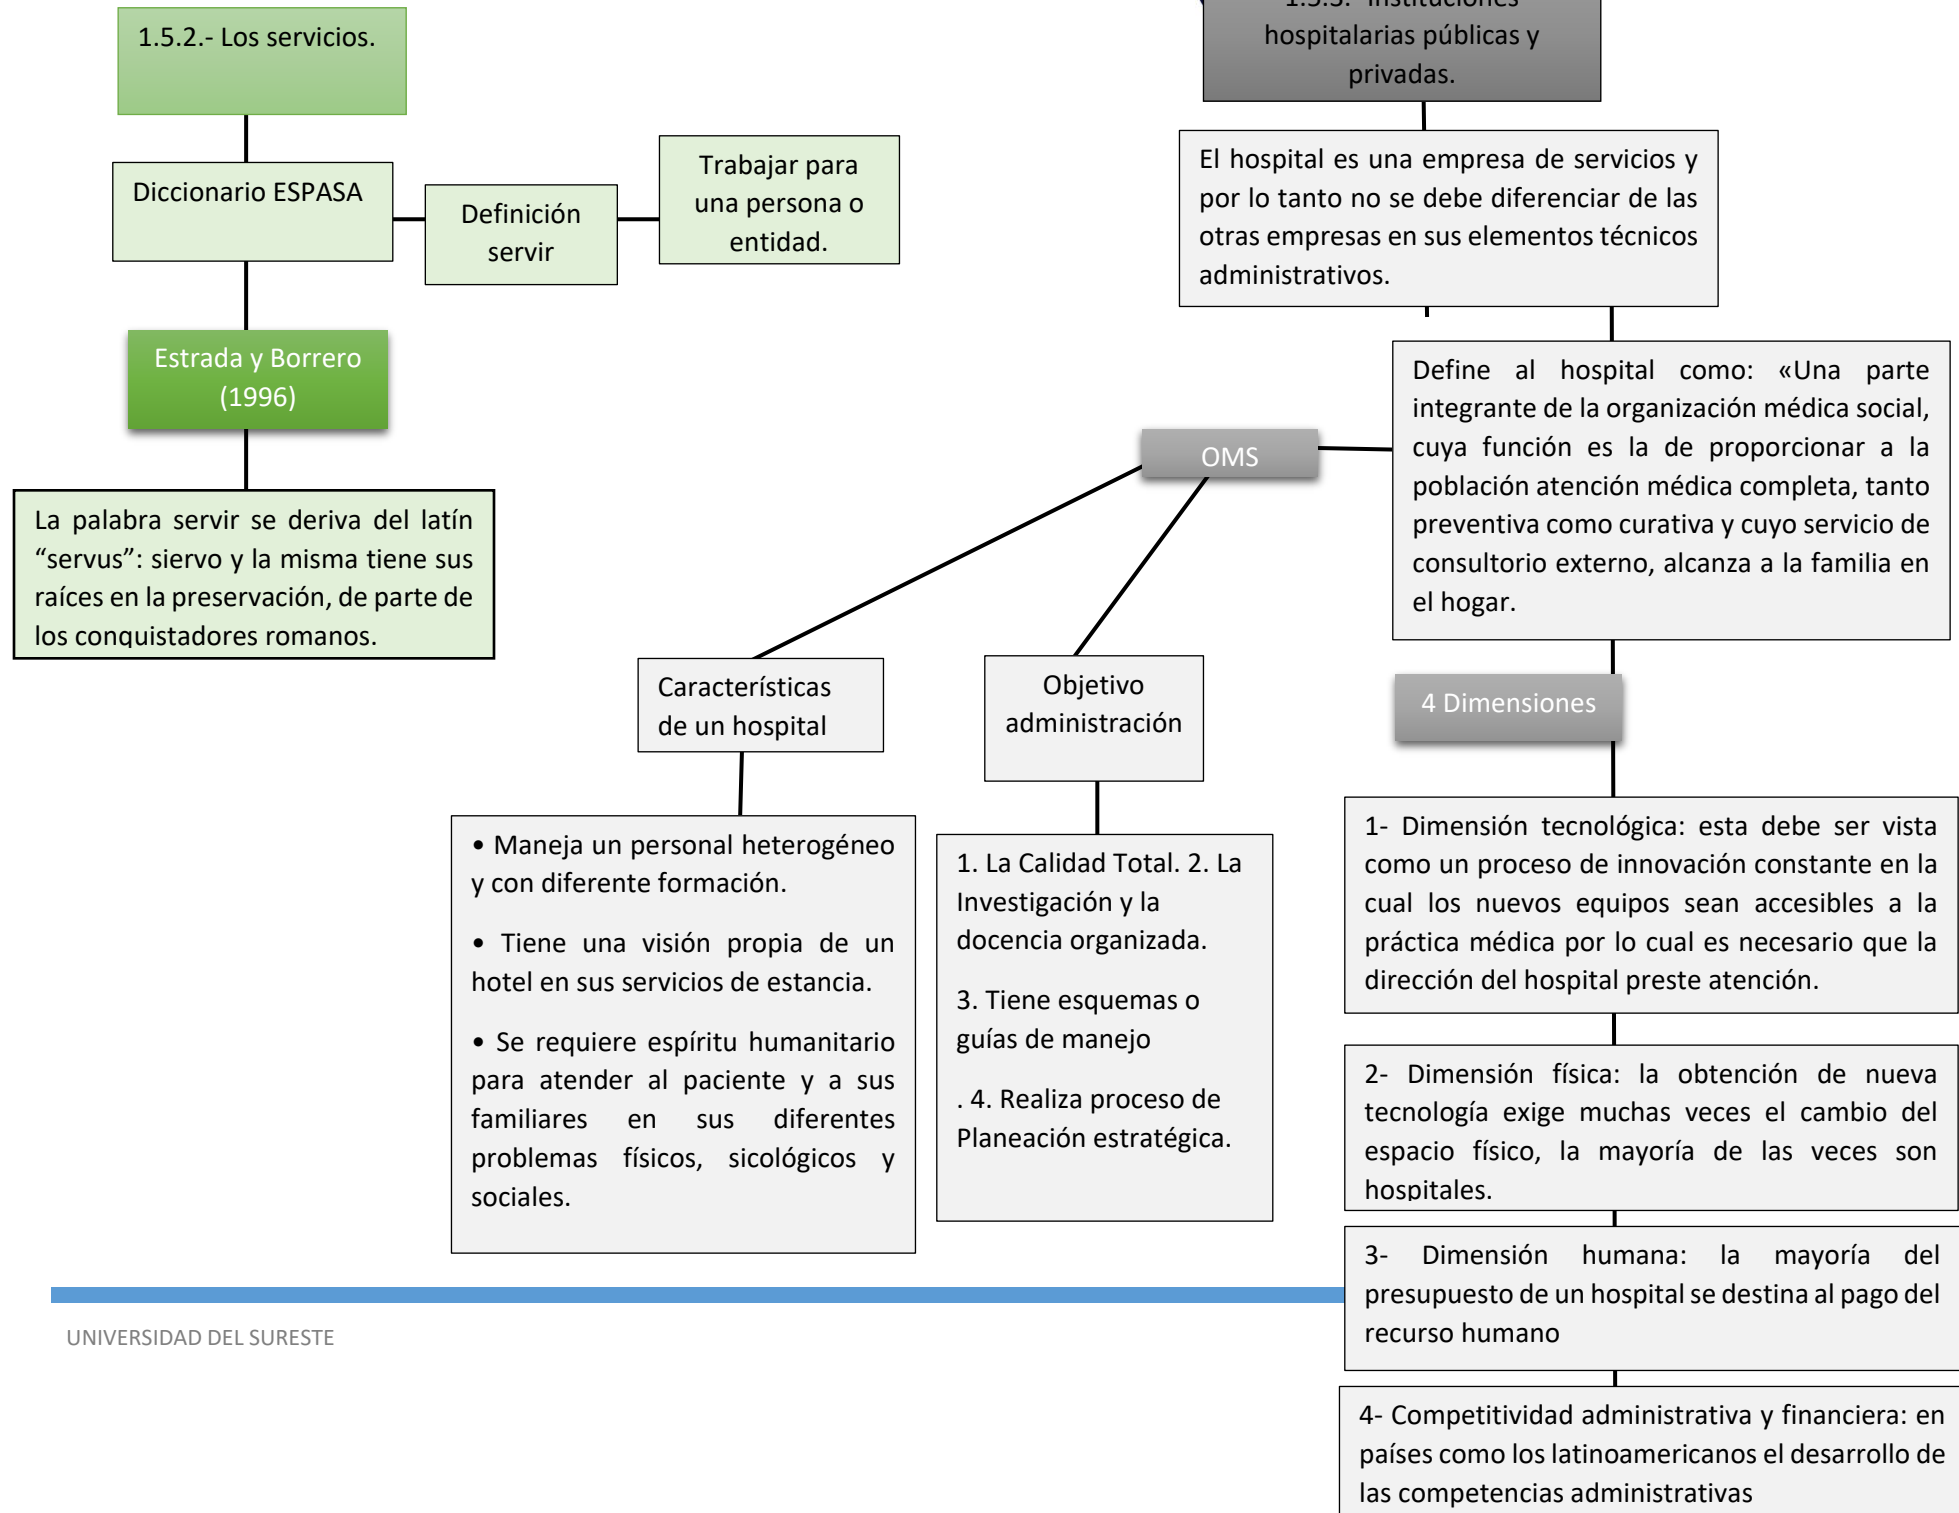 1.5.2.- Los servicios.
Diccionario ESPASA
Definición
servir
Trabajar para
una persona o
entidad.
Estrada y Borrero
(1996)
La palabra servir se deriva del latín
“servus”: siervo y la misma tiene sus
raíces en la preservación, de parte de
los conquistadores romanos.
1.5.3.- Instituciones
hospitalarias públicas y
privadas.
El hospital es una empresa de servicios y
por lo tanto no se debe diferenciar de las
otras empresas en sus elementos técnicos
administrativos.
Define al hospital como: «Una parte
integrante de la organización médica social,
cuya función es la de proporcionar a la
población atención médica completa, tanto
preventiva como curativa y cuyo servicio de
consultorio externo, alcanza a la familia en
el hogar.
OMS
Características
de un hospital
• Maneja un personal heterogéneo
y con diferente formación.
• Tiene una visión propia de un
hotel en sus servicios de estancia.
• Se requiere espíritu humanitario
para atender al paciente y a sus
familiares en sus diferentes
problemas físicos, sicológicos y
sociales.
Objetivo
administración
1. La Calidad Total. 2. La
Investigación y la
docencia organizada.
3. Tiene esquemas o
guías de manejo
. 4. Realiza proceso de
Planeación estratégica.
4 Dimensiones
1- Dimensión tecnológica: esta debe ser vista
como un proceso de innovación constante en la
cual los nuevos equipos sean accesibles a la
práctica médica por lo cual es necesario que la
dirección del hospital preste atención.
2- Dimensión física: la obtención de nueva
tecnología exige muchas veces el cambio del
espacio físico, la mayoría de las veces son
hospitales.
3- Dimensión humana: la mayoría del
presupuesto de un hospital se destina al pago del
recurso humano
4- Competitividad administrativa y financiera: en
países como los latinoamericanos el desarrollo de
las competencias administrativas
UNIVERSIDAD DEL SURESTE